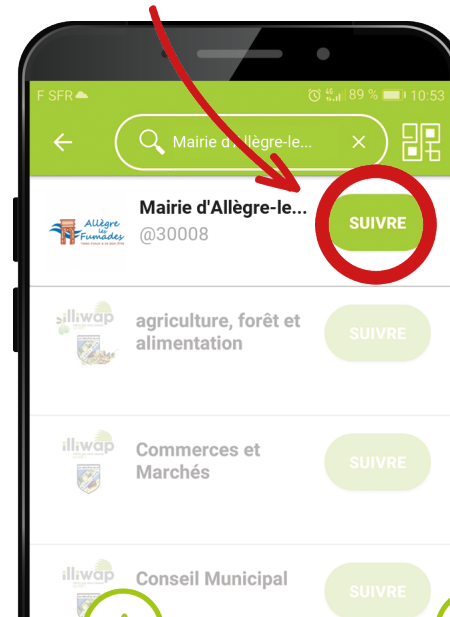 F SFR 89 % 10:53
Mairie d'Allègre-le...
Mairie d'Allègre-le...
@30008
SUIVRE
Allègre
les
Fumades
illiwap
agriculture, forêt et
alimentation
SUIVRE
illiwap
Commerces et
Marchés
SUIVRE
illiwap
Conseil Municipal
SUIVRE